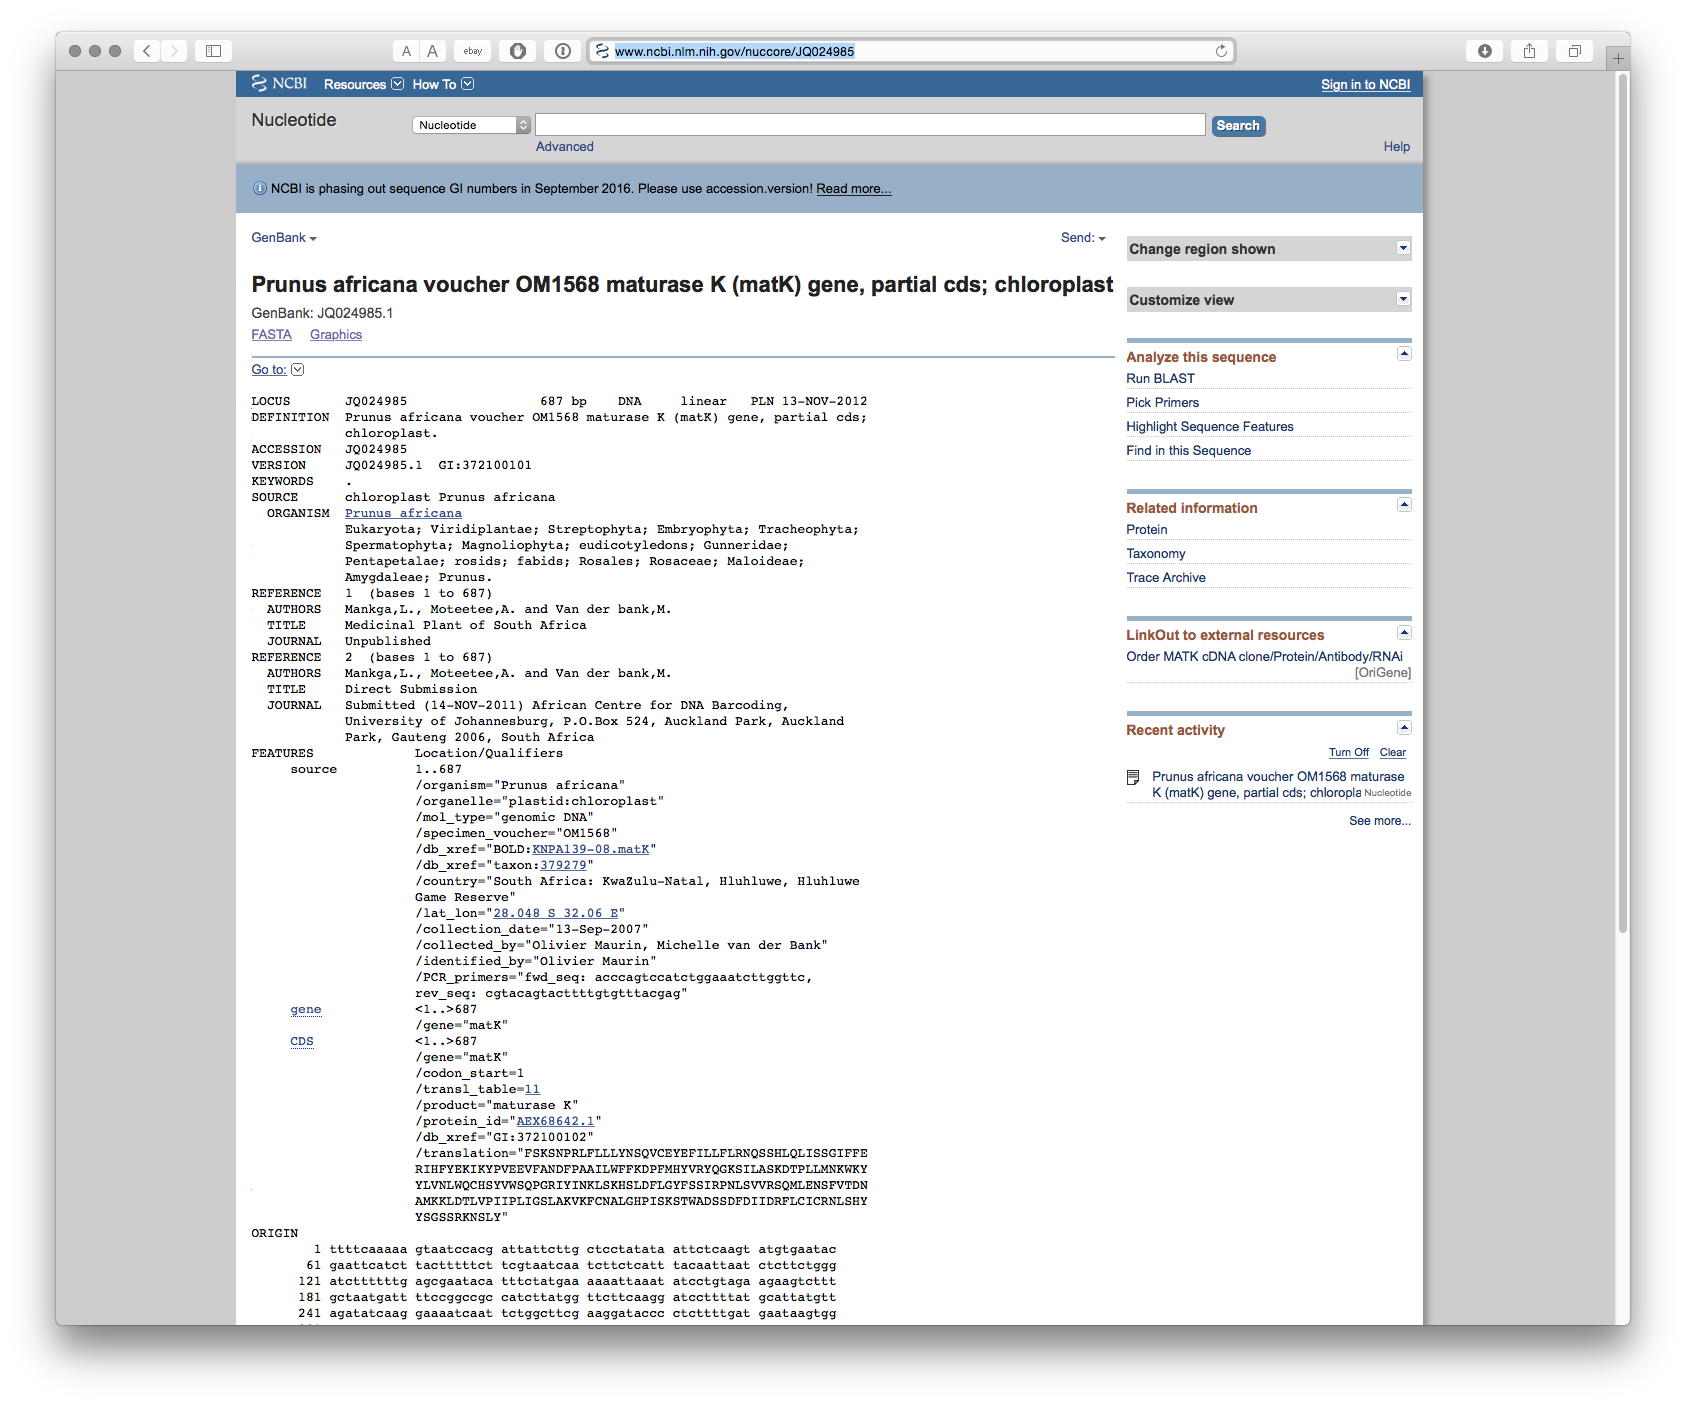 A A ebay www.ncbi.nlm.nih.gov/nuccore/JQ024985
NCBI Resources How To Sign in to NCBI
Nucleotide Nucleotide Search
Advanced Help
NCBI is phasing out sequence GI numbers in September 2016. Please use accession.version! Read more...
GenBank Send:
Prunus africana voucher OM1568 maturase K (matK) gene, partial cds; chloroplast
GenBank: JQ024985.1
FASTA Graphics
Go to:
LOCUS JQ024985 687 bp DNA linear PLN 13-NOV-2012
DEFINITION Prunus africana voucher OM1568 maturase K (matK) gene, partial cds;
chloroplast.
ACCESSION JQ024985
VERSION JQ024985.1 GI:372100101
KEYWORDS .
SOURCE chloroplast Prunus africana
ORGANISM Prunus africana
Eukaryota; Viridiplantae; Streptophyta; Embryophyta; Tracheophyta;
Spermatophyta; Magnoliophyta; eudicotyledons; Gunneridae;
Pentapetalae; rosids; fabids; Rosales; Rosaceae; Maloideae;
Amygdaleae; Prunus.
REFERENCE 1 (bases 1 to 687)
AUTHORS Mankga,L., Moteetee,A. and Van der bank,M.
TITLE Medicinal Plant of South Africa
JOURNAL Unpublished
REFERENCE 2 (bases 1 to 687)
AUTHORS Mankga,L., Moteetee,A. and Van der bank,M.
TITLE Direct Submission
JOURNAL Submitted (14-NOV-2011) African Centre for DNA Barcoding,
University of Johannesburg, P.O.Box 524, Auckland Park, Auckland
Park, Gauteng 2006, South Africa
FEATURES Location/Qualifiers
source 1..687
/organism="Prunus africana"
/organelle="plastid:chloroplast"
/mol_type="genomic DNA"
/specimen_voucher="OM1568"
/db_xref="BOLD:KNPA139-08.matK"
/db_xref="taxon:379279"
/country="South Africa: KwaZulu-Natal, Hluhluwe, Hluhluwe
Game Reserve"
/lat_lon="28.048 S 32.06 E"
/collection_date="13-Sep-2007"
/collected_by="Olivier Maurin, Michelle van der Bank"
/identified_by="Olivier Maurin"
/PCR_primers="fwd_seq: acccagtccatctggaaatcttggttc,
rev_seq: cgtacagtacttttgtgtttacgag"
gene <1..>687
/gene="matK"
CDS <1..>687
/gene="matK"
/codon_start=1
/transl_table=11
/product="maturase K"
/protein_id="AEX68642.1"
/db_xref="GI:372100102"
/translation="FSKSNPRLFLLLYNSQVCEYEFILLFLRNQSSHLQLISSGIFFE
RIHFYEKIKYPVEEVFANDFPAAILWFFKDPFMHYVRYQGKSILASKDTPLLMNKWKY
YLVNLWQCHSYVWSQPGRIYINKLSKHSLDFLGYFSSIRPNLSVVRSQMLENSFVTDN
AMKKLDTLVPIIPLIGSLAKVKFCNALGHPISKSTWADSSDFDIIDRFLCICRNLSHY
YSGSSRKNSLY"
ORIGIN
1 ttttcaaaaa gtaatccacg attattcttg ctcctatata attctcaagt atgtgaatac
61 gaattcatct tactttttct tcgtaatcaa tcttctcatt tacaattaat ctcttctggg
121 atcttttttg agcgaataca tttctatgaa aaaattaaat atcctgtaga agaagtcttt
181 gctaatgatt ttccggccgc catcttatgg ttcttcaagg atccttttat gcattatgtt
241 agatatcaag gaaaatcaat tctggcttcg aaggataccc ctcttttgat gaataagtgg
Change region shown
Customize view
Analyze this sequence
Run BLAST
Pick Primers
Highlight Sequence Features
Find in this Sequence
Related information
Protein
Taxonomy
Trace Archive
LinkOut to external resources
Order MATK cDNA clone/Protein/Antibody/RNAi
[OriGene]
Recent activity
Turn Off Clear
Prunus africana voucher OM1568 maturase
K (matK) gene, partial cds; chloropla Nucleotide
See more...